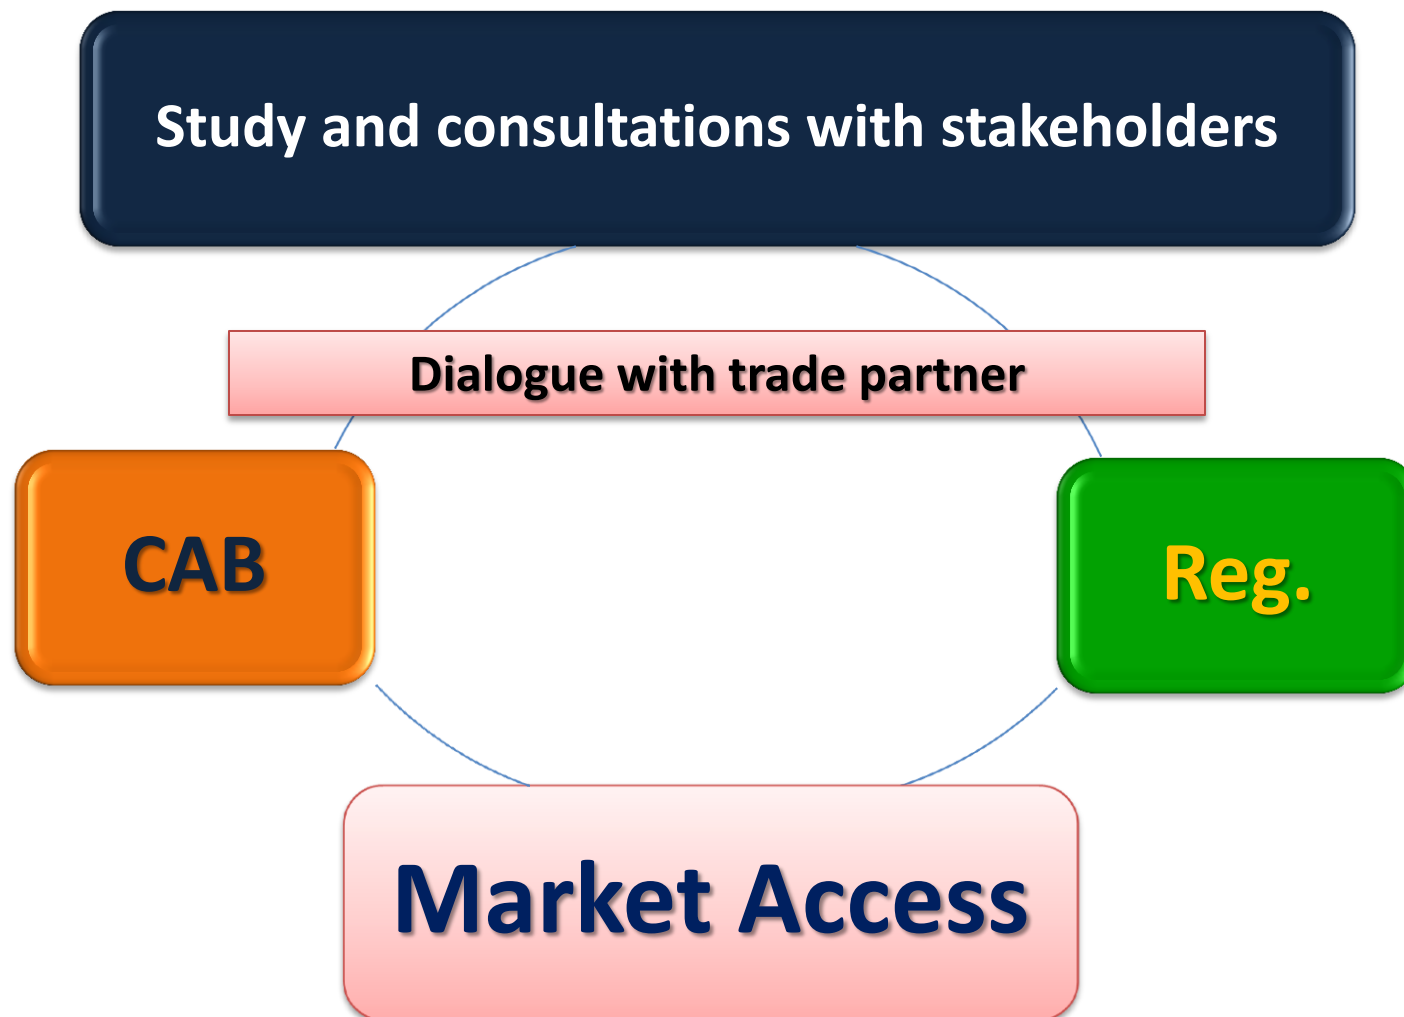 Study and consultations with stakeholders
Dialogue with trade partner
CAB
Reg.
Market Access